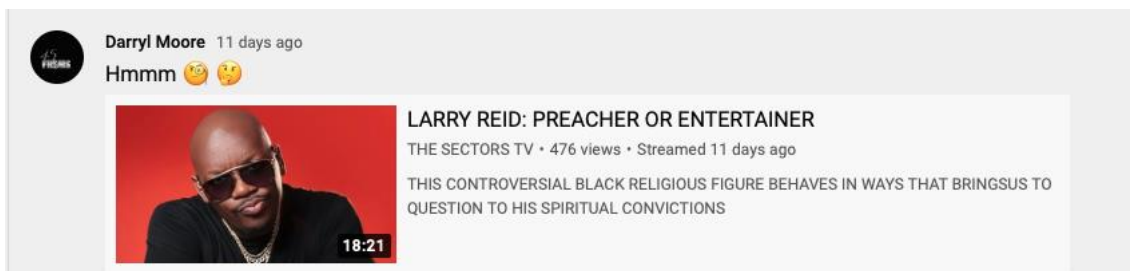 Darryl Moore 11 days ago
Hmmm 🧐 🤔
LARRY REID: PREACHER OR ENTERTAINER
THE SECTORS TV • 476 views • Streamed 11 days ago
THIS CONTROVERSIAL BLACK RELIGIOUS FIGURE BEHAVES IN WAYS THAT BRINGSUS TO
QUESTION TO HIS SPIRITUAL CONVICTIONS
18:21